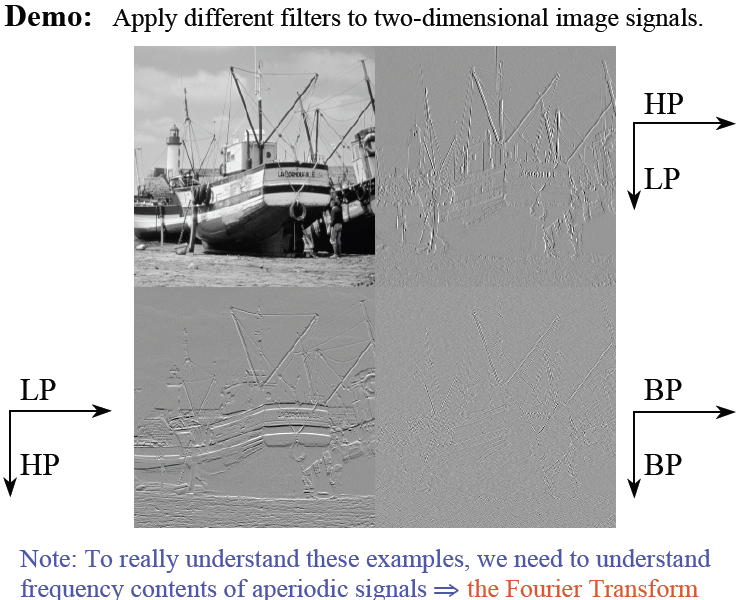 Demo: Apply different filters to two-dimensional image signals.
HP
LP
LP
HP
BP
BP
Note: To really understand these examples, we need to understand
frequency contents of aperiodic signals ⇒ the Fourier Transform